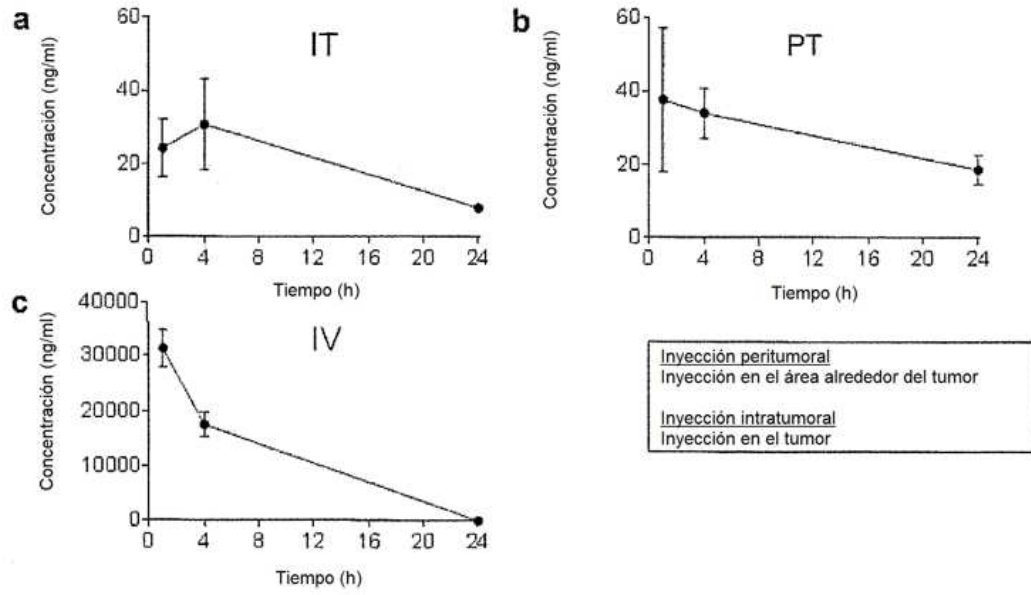 a
IT
Concentración (ng/ml)
60
40
20
0
0 4 8 12 16 20 24
Tiempo (h)
b
PT
Concentración (ng/ml)
60
40
20
0
0 4 8 12 16 20 24
Tiempo (h)
c
IV
Concentración (ng/ml)
40000
30000
20000
10000
0
0 4 8 12 16 20 24
Tiempo (h)
Inyección peritumoral
Inyección en el área alrededor del tumor
Inyección intratumoral
Inyección en el tumor